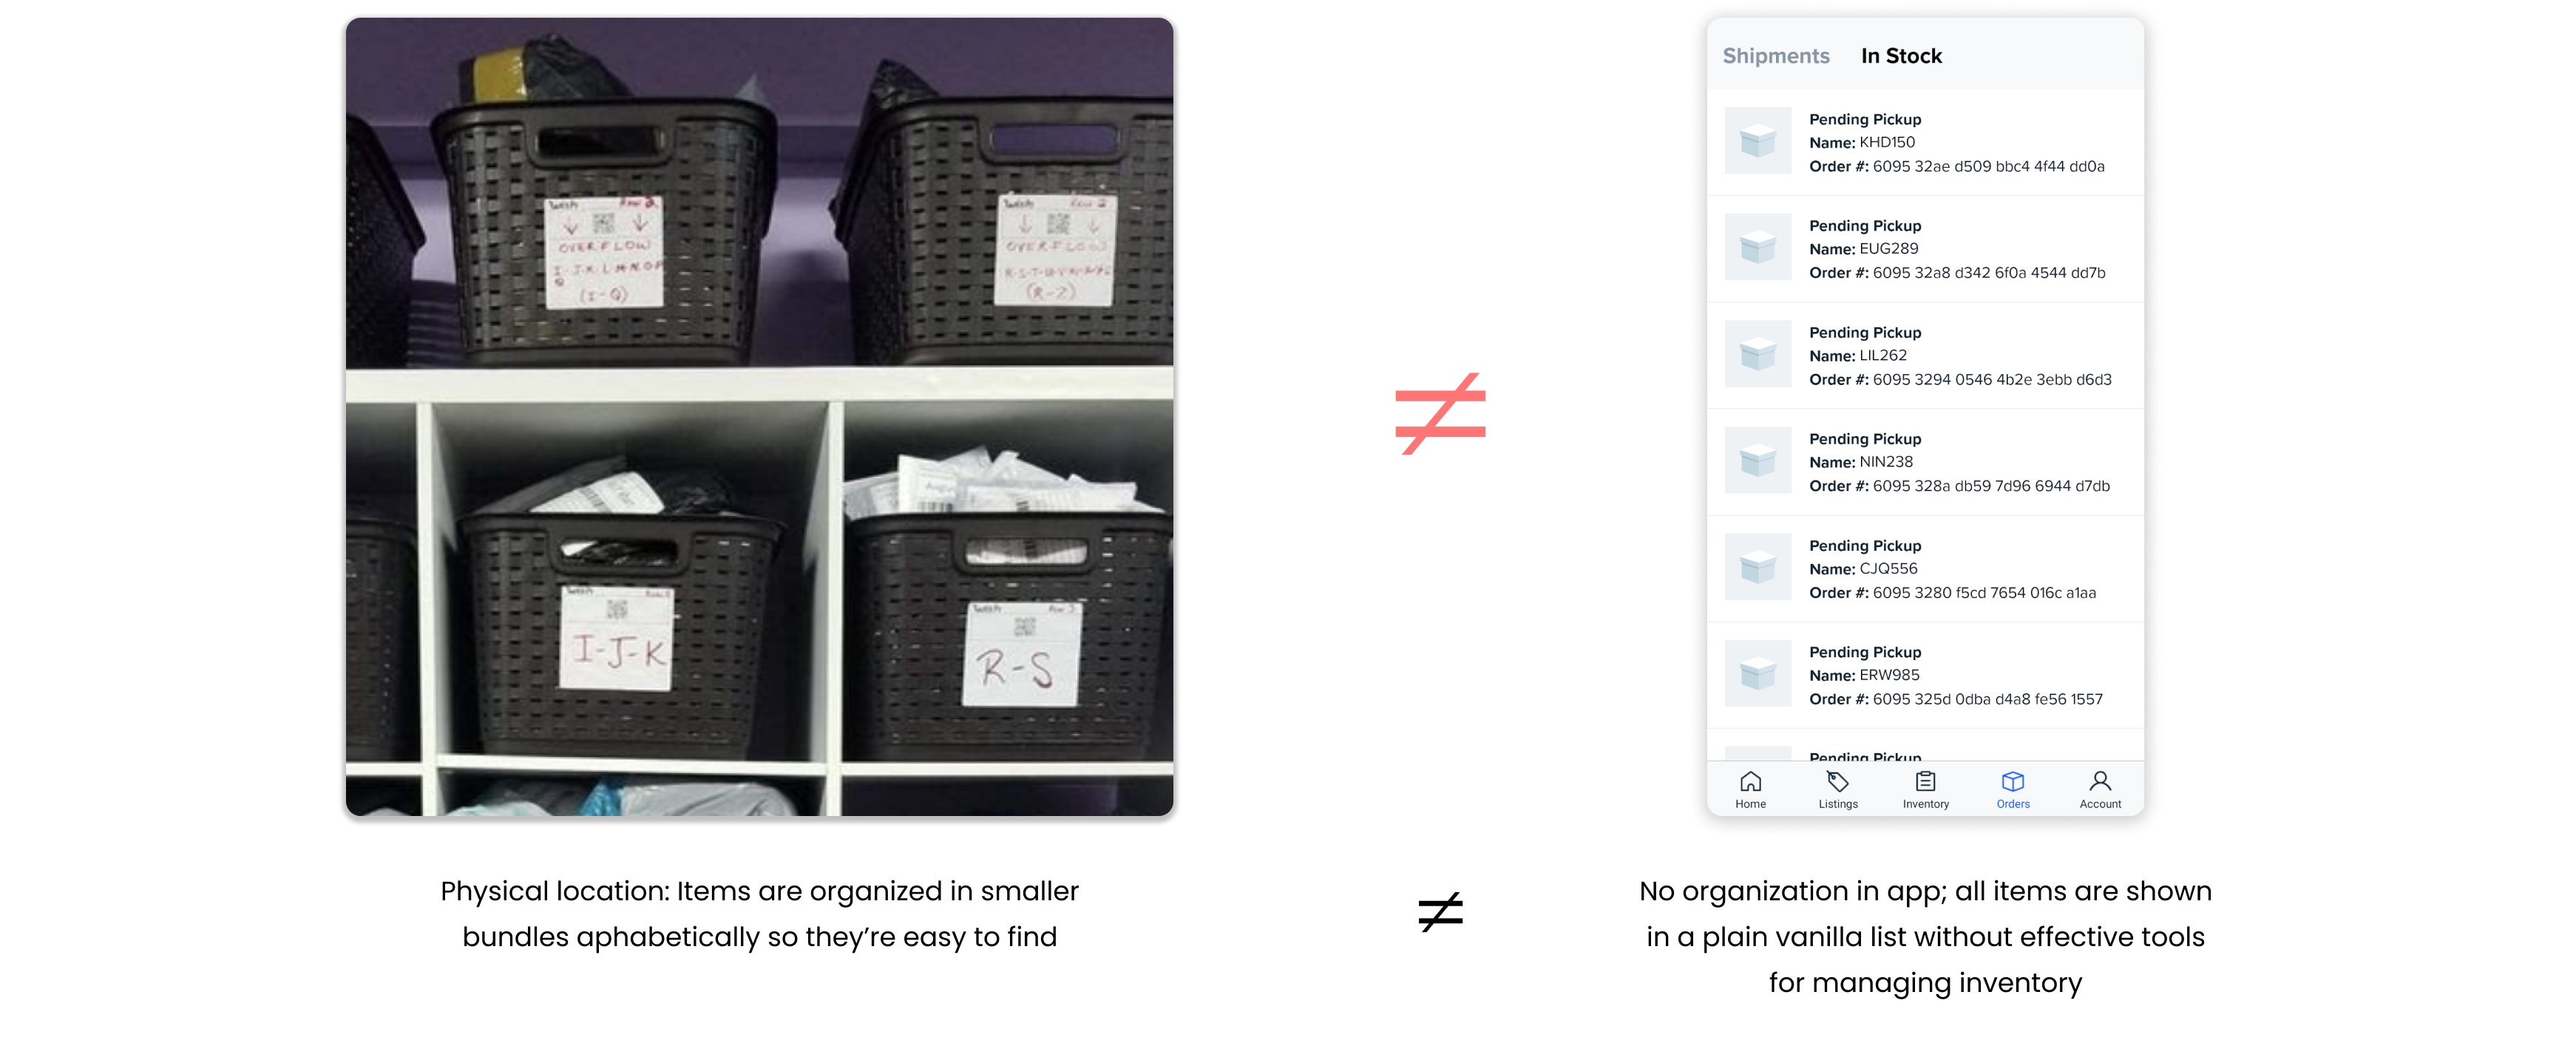 Wish Row 2
OVERFLOW
I-J-K-L-M-N-O-P
Q
(I-Q)
Wish Row 2
OVERFLOW
(R-Z)
Wish
I-J-K
Wish Row 3
R-S
Shipments In Stock
Pending Pickup
Name: KHD150
Order #: 6095 32ae d509 bbc4 4f44 dd0a
Pending Pickup
Name: EUG289
Order #: 6095 32a8 d342 6f0a 4544 dd7b
Pending Pickup
Name: LIL262
Order #: 6095 3294 0546 4b2e 3ebb d6d3
Pending Pickup
Name: NIN238
Order #: 6095 328a db59 7d96 6944 d7db
Pending Pickup
Name: CJQ556
Order #: 6095 3280 f5cd 7654 016c a1aa
Pending Pickup
Name: ERW985
Order #: 6095 325d 0dba d4a8 fe56 1557
Pending Pickup
Home Listings Inventory Orders Account
≠
Physical location: Items are organized in smaller
bundles aphabetically so they’re easy to find
≠
No organization in app; all items are shown
in a plain vanilla list without effective tools
for managing inventory